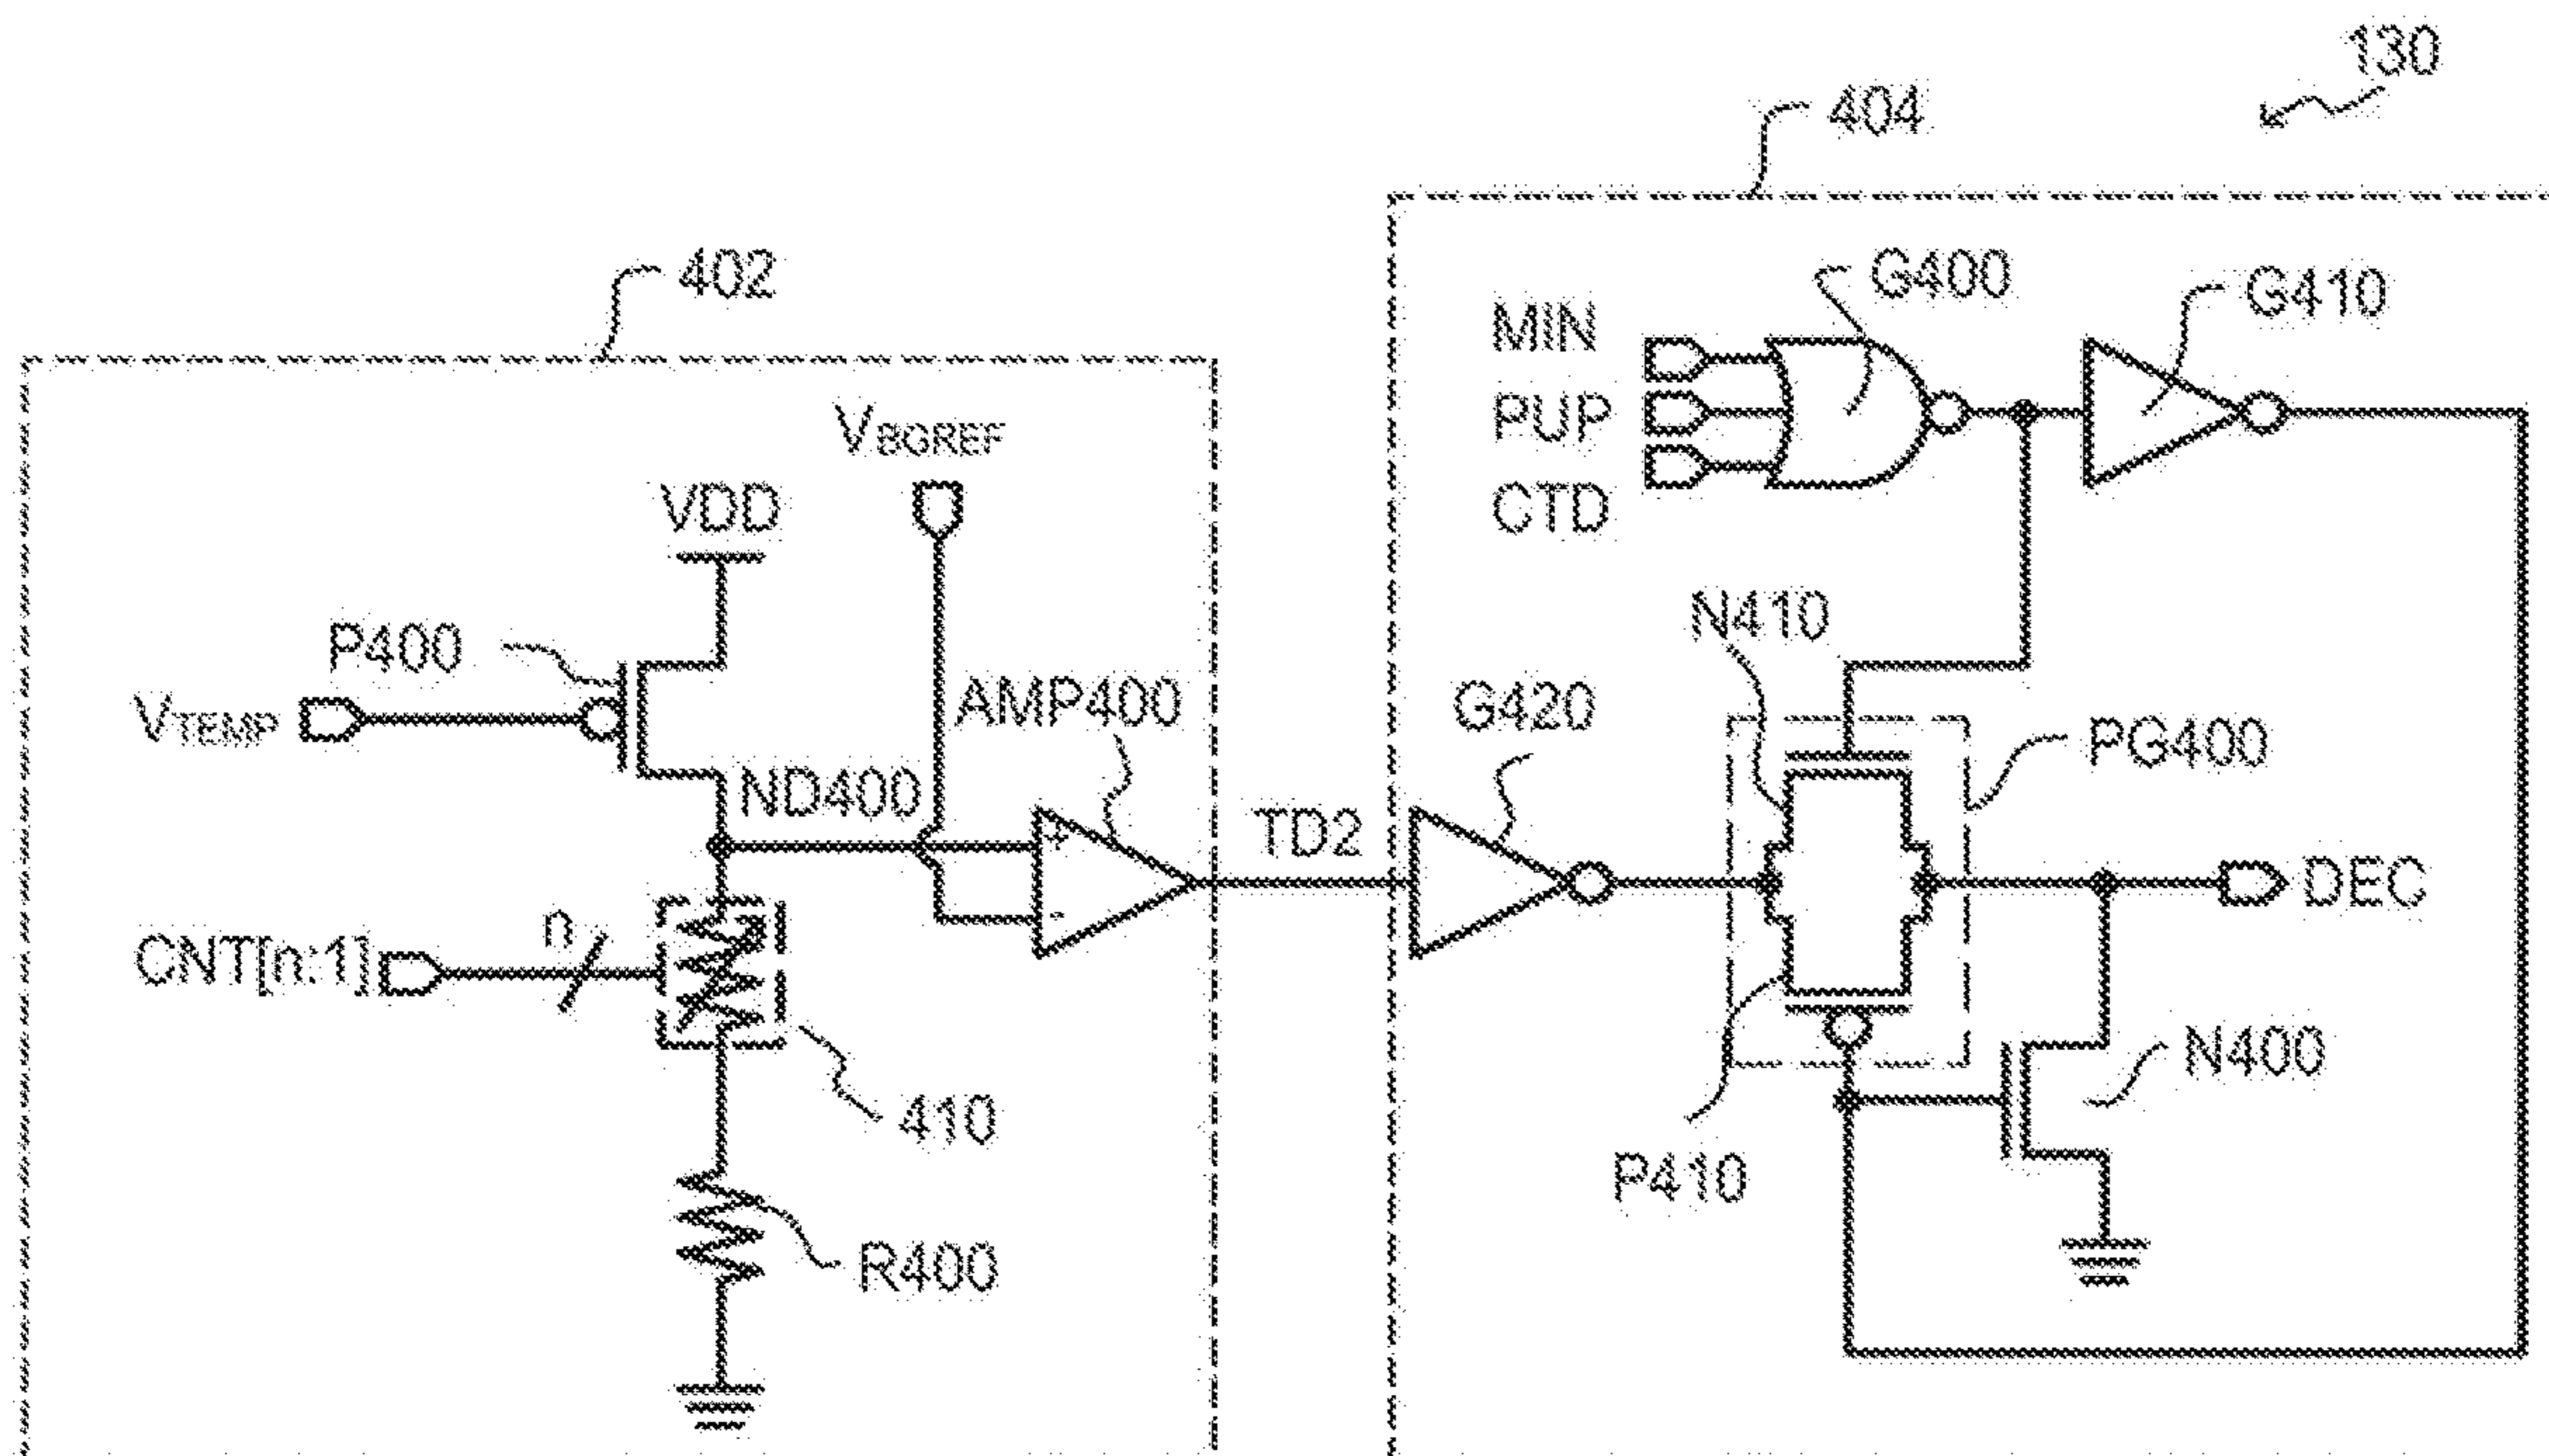 130
404
402
G400
G410
MIN
PUP
CTD
VBGREF
VDD
N410
P400
AMP400
G420
VTEMP
PG400
ND400
+
-
TD2
DEC
n
CNT[n:1]
N400
410
P410
R400